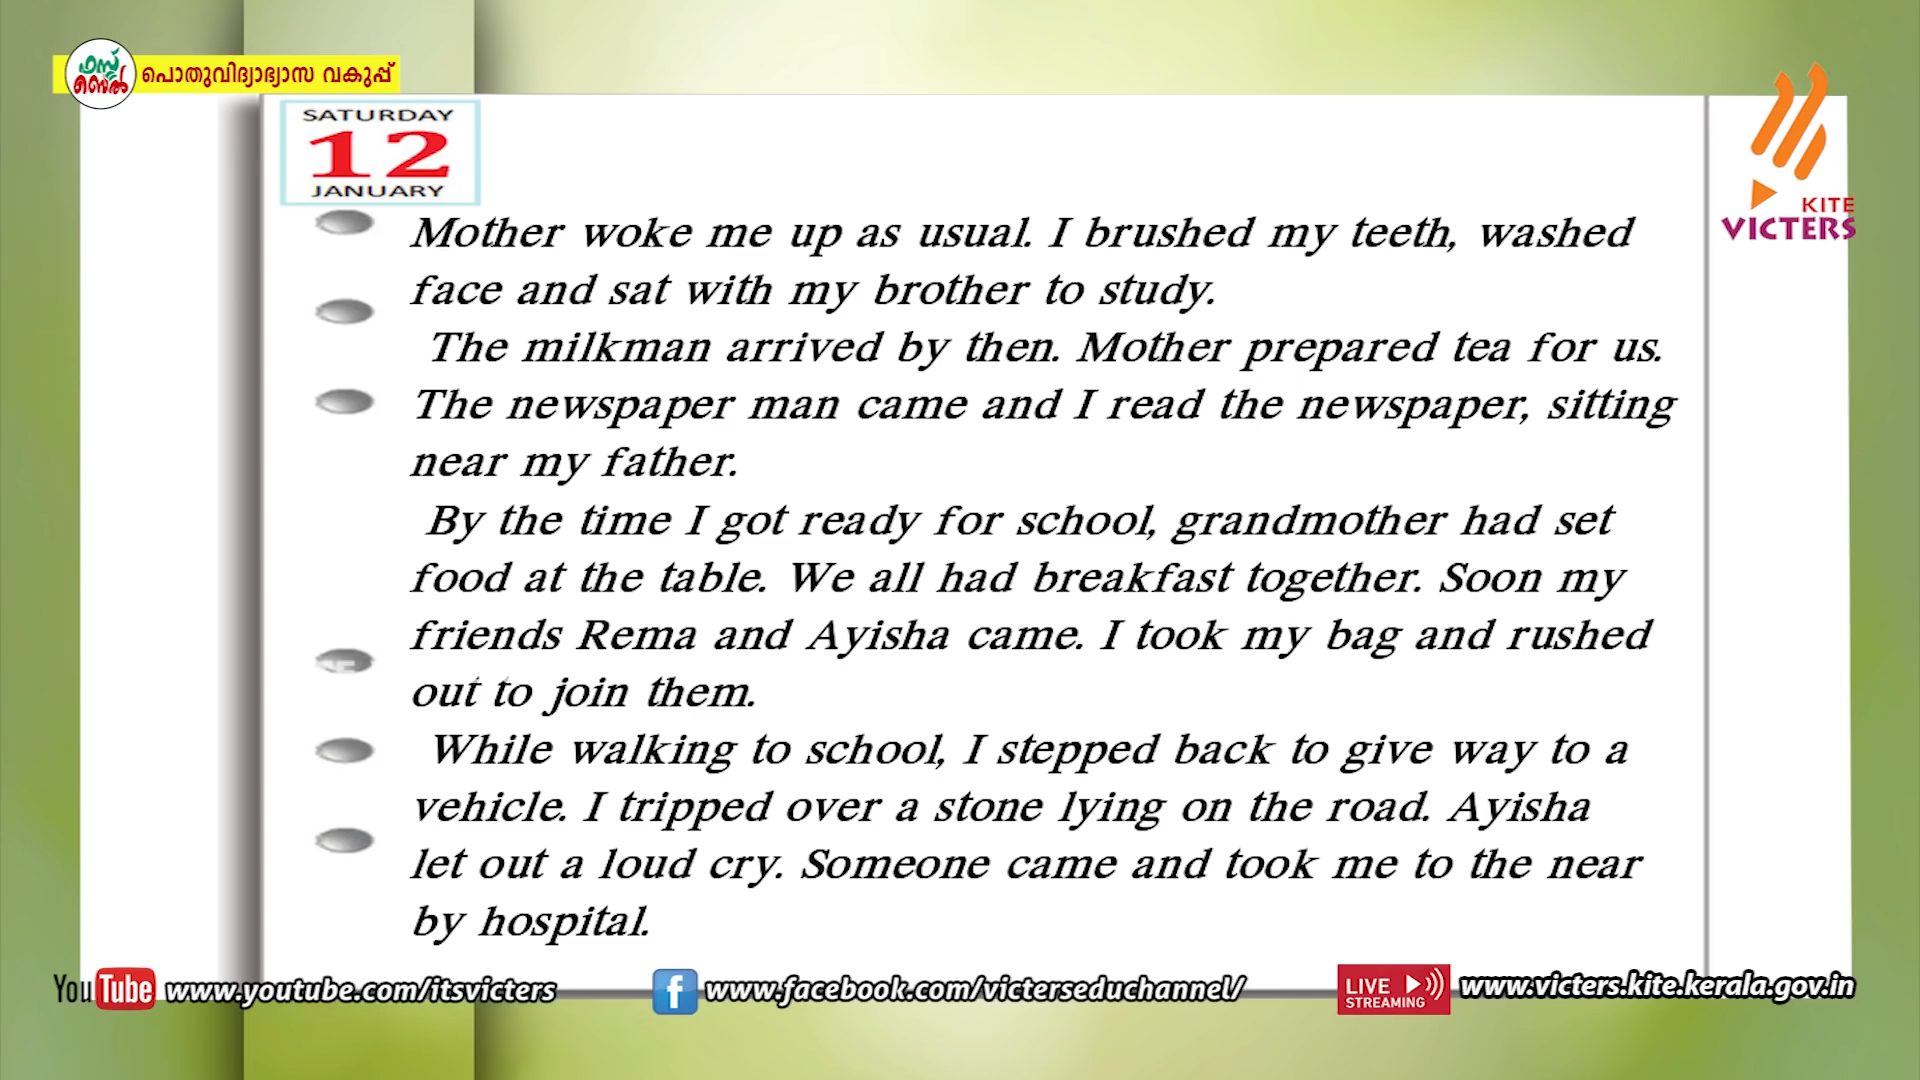 ഫസ്റ്റ്
ബെൽ
പൊതുവിദ്യാഭ്യാസ വകുപ്പ്
SATURDAY
12
JANUARY
KITE
VICTERS
Mother woke me up as usual. I brushed my teeth, washed
face and sat with my brother to study.
The milkman arrived by then. Mother prepared tea for us.
The newspaper man came and I read the newspaper, sitting
near my father.
By the time I got ready for school, grandmother had set
food at the table. We all had breakfast together. Soon my
friends Rema and Ayisha came. I took my bag and rushed
out to join them.
While walking to school, I stepped back to give way to a
vehicle. I tripped over a stone lying on the road. Ayisha
let out a loud cry. Someone came and took me to the near
by hospital.
YouTube www.youtube.com/itsvicters
f www.facebook.com/victerseduchannel/
LIVE
STREAMING
www.victers.kite.kerala.gov.in